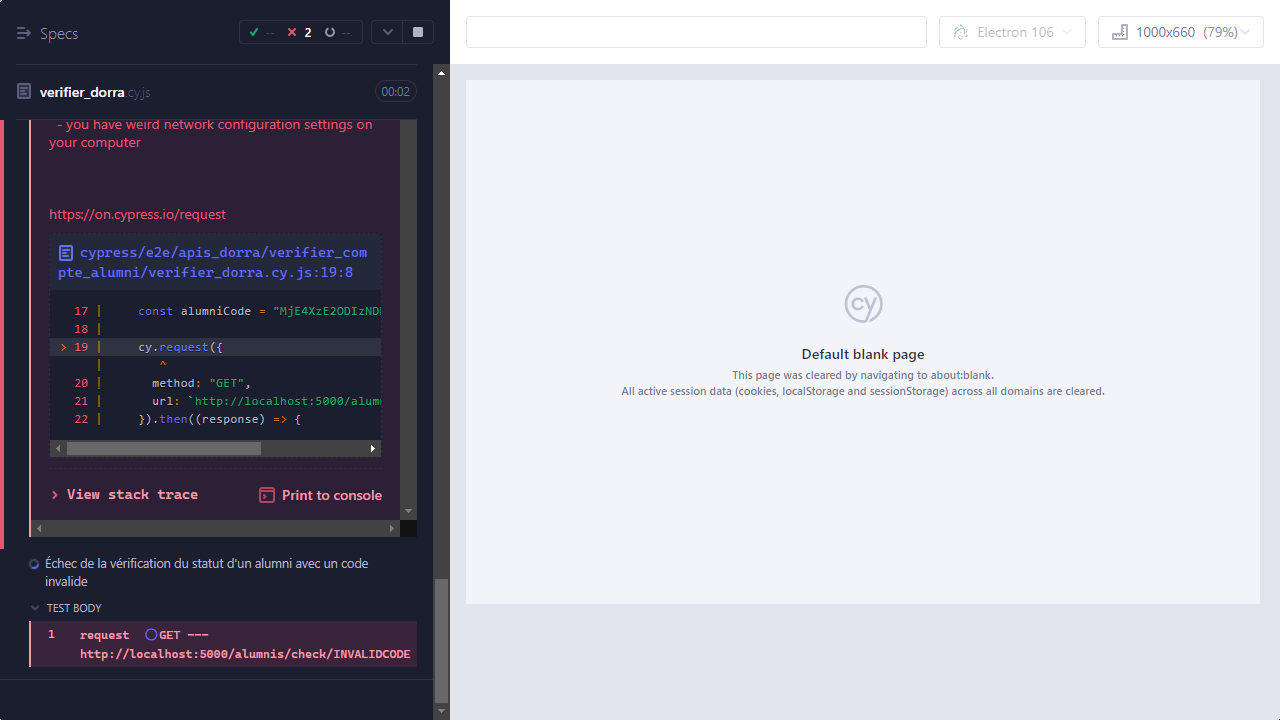 Specs
-- 2 --
Electron 106
1000x660 (79%)
verifier_dorra.cy.js
00:02
- you have weird network configuration settings on
your computer
https://on.cypress.io/request
cypress/e2e/apis_dorra/verifier_com
pte_alumni/verifier_dorra.cy.js:19:8
17 | const alumniCode = "MjE4XzE2ODIzND
18 |
> 19 | cy.request({
| ^
20 | method: "GET",
21 | url: `http://localhost:5000/alum
22 | }).then((response) => {
View stack trace
Print to console
Échec de la vérification du statut d'un alumni avec un code
invalide
TEST BODY
1 request GET ---
http://localhost:5000/alumnis/check/INVALIDCODE
cy
Default blank page
This page was cleared by navigating to about:blank.
All active session data (cookies, localStorage and sessionStorage) across all domains are cleared.